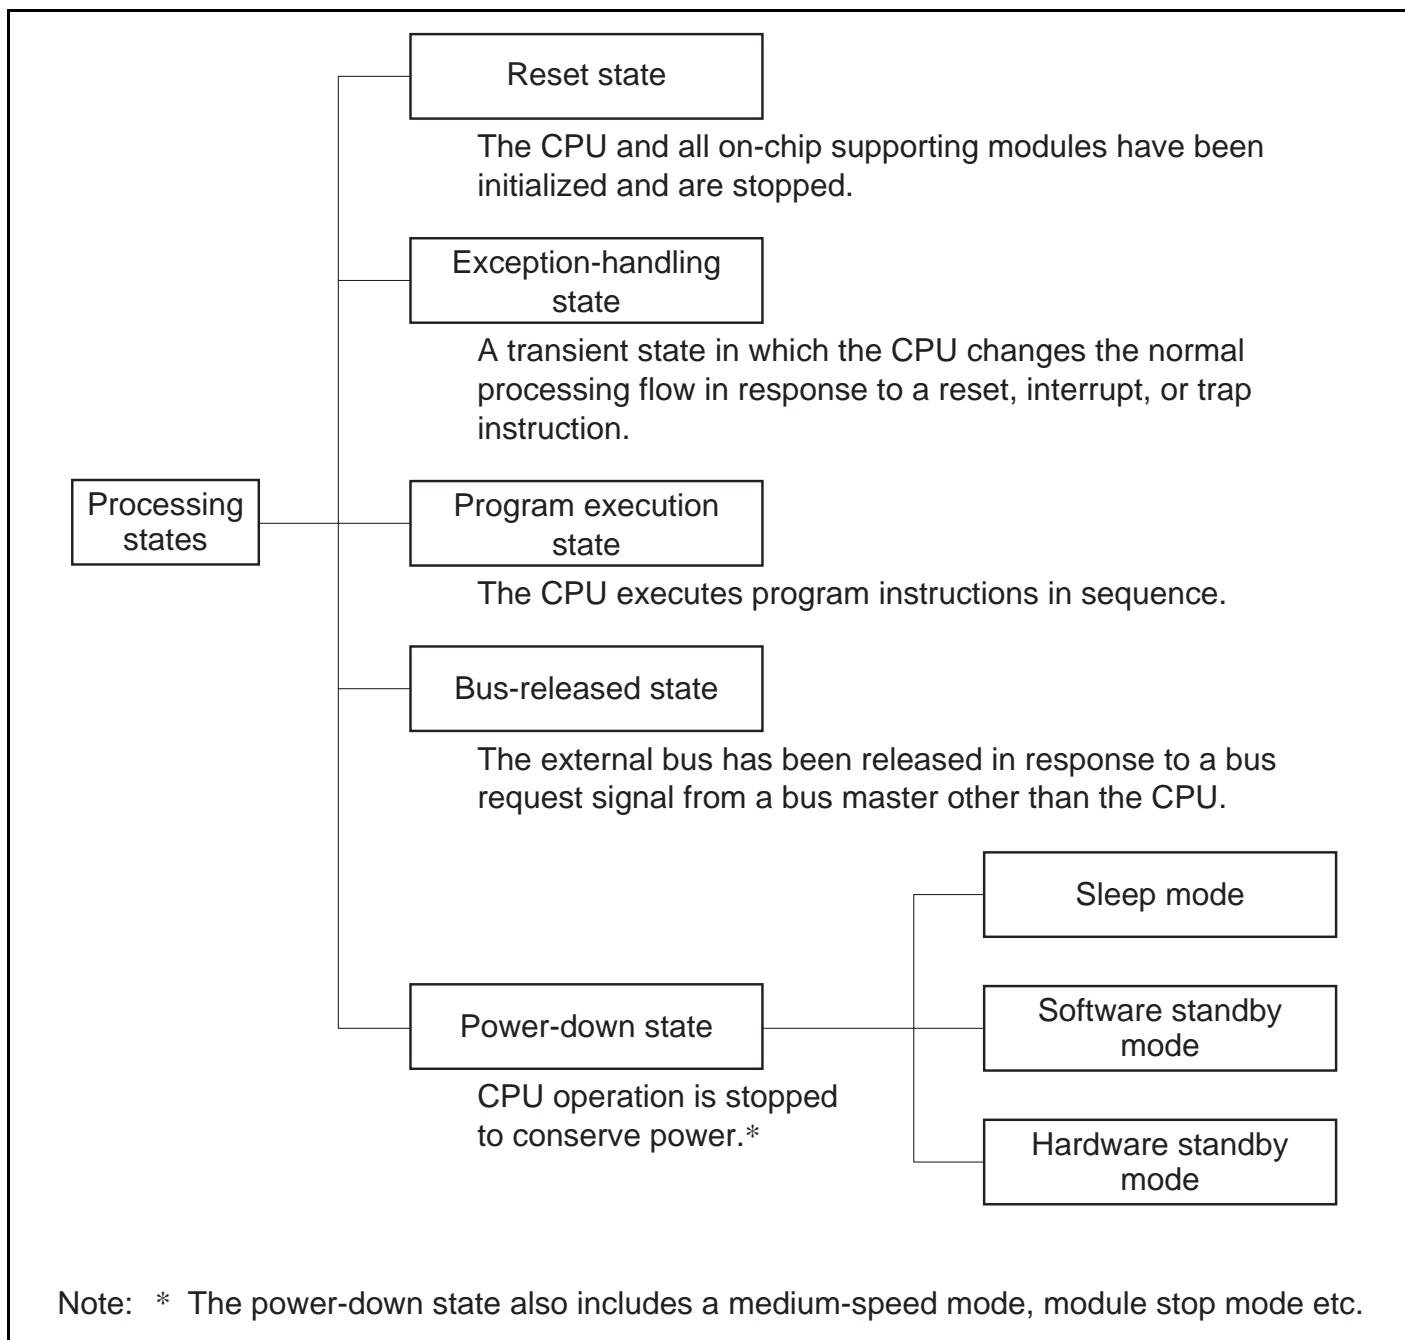 Reset state
The CPU and all on-chip supporting modules have been
initialized and are stopped.
Exception-handling
state
A transient state in which the CPU changes the normal
processing flow in response to a reset, interrupt, or trap
instruction.
Processing
states
Program execution
state
The CPU executes program instructions in sequence.
Bus-released state
The external bus has been released in response to a bus
request signal from a bus master other than the CPU.
Sleep mode
Power-down state
CPU operation is stopped
to conserve power.*
Software standby
mode
Hardware standby
mode
Note: * The power-down state also includes a medium-speed mode, module stop mode etc.